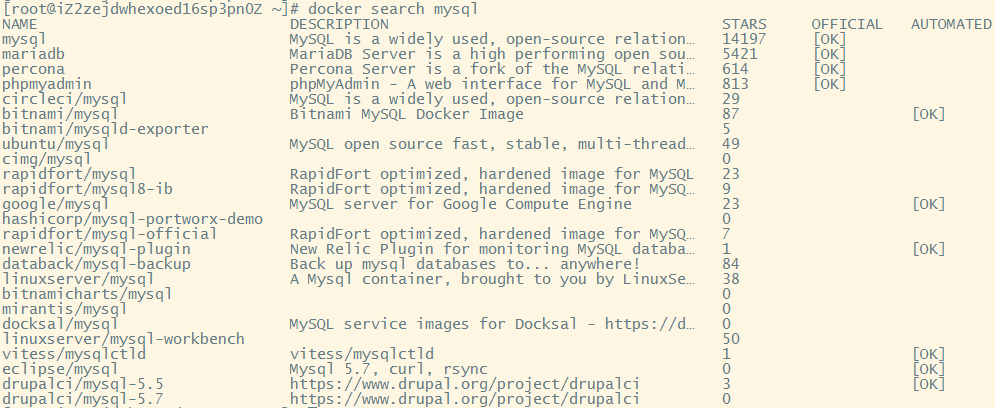 [root@iZ2zejdwhexoed16sp3pn0Z ~]# docker search mysql
NAME DESCRIPTION STARS OFFICIAL AUTOMATED
mysql MySQL is a widely used, open-source relation… 14197 [OK]
mariadb MariaDB Server is a high performing open sou… 5421 [OK]
percona Percona Server is a fork of the MySQL relati… 614 [OK]
phpmyadmin phpMyAdmin - A web interface for MySQL and M… 813 [OK]
circleci/mysql MySQL is a widely used, open-source relation… 29
bitnami/mysql Bitnami MySQL Docker Image 87 [OK]
bitnami/mysqld-exporter 5
ubuntu/mysql MySQL open source fast, stable, multi-thread… 49
cimg/mysql 0
rapidfort/mysql RapidFort optimized, hardened image for MySQL 23
rapidfort/mysql8-ib RapidFort optimized, hardened image for MySQ… 9
google/mysql MySQL server for Google Compute Engine 23 [OK]
hashicorp/mysql-portworx-demo 0
rapidfort/mysql-official RapidFort optimized, hardened image for MySQ… 7
newrelic/mysql-plugin New Relic Plugin for monitoring MySQL databa… 1 [OK]
databack/mysql-backup Back up mysql databases to... anywhere! 84
linuxserver/mysql A Mysql container, brought to you by LinuxSe… 38
bitnamicharts/mysql 0
mirantis/mysql 0
docksal/mysql MySQL service images for Docksal - https://d… 0
linuxserver/mysql-workbench 50
vitess/mysqlctld vitess/mysqlctld 1 [OK]
eclipse/mysql Mysql 5.7, curl, rsync 0 [OK]
drupalci/mysql-5.5 https://www.drupal.org/project/drupalci 3 [OK]
drupalci/mysql-5.7 https://www.drupal.org/project/drupalci 0